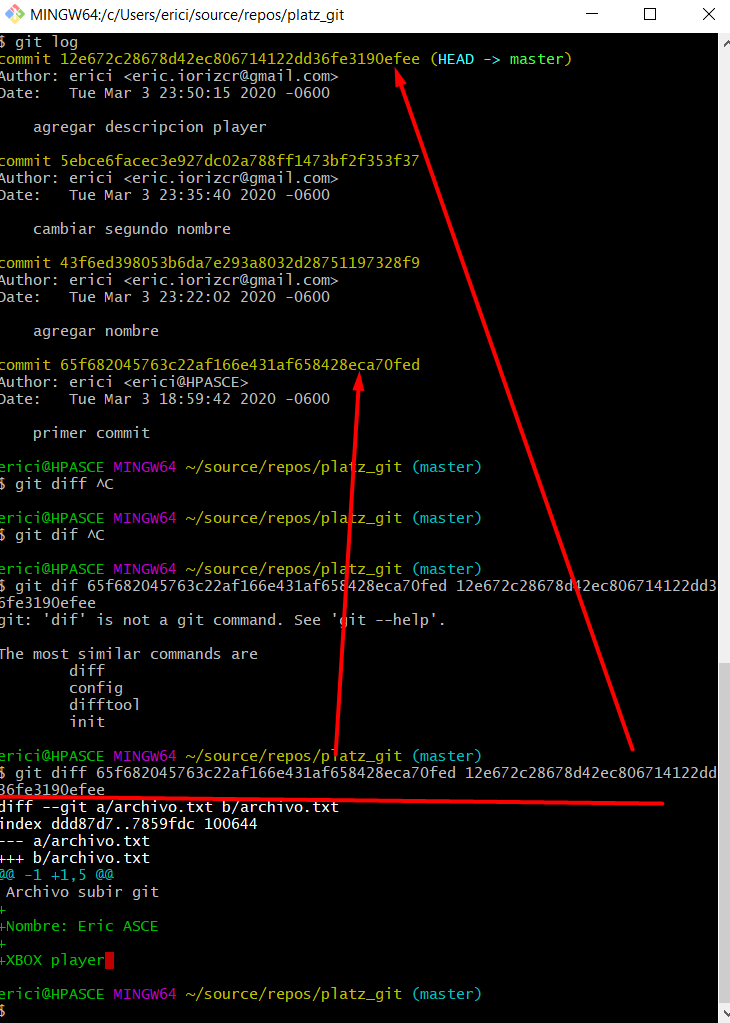 MINGW64:/c/Users/erici/source/repos/platz_git
$ git log
commit 12e672c28678d42ec806714122dd36fe3190efee (HEAD -> master)
Author: erici <eric.iorizcr@gmail.com>
Date:   Tue Mar 3 23:50:15 2020 -0600
agregar descripcion player
commit 5ebce6facec3e927dc02a788ff1473bf2f353f37
Author: erici <eric.iorizcr@gmail.com>
Date:   Tue Mar 3 23:35:40 2020 -0600
cambiar segundo nombre
commit 43f6ed398053b6da7e293a8032d28751197328f9
Author: erici <eric.iorizcr@gmail.com>
Date:   Tue Mar 3 23:22:02 2020 -0600
agregar nombre
commit 65f682045763c22af166e431af658428eca70fed
Author: erici <erici@HPASCE>
Date:   Tue Mar 3 18:59:42 2020 -0600
primer commit
erici@HPASCE MINGW64 ~/source/repos/platz_git (master)
$ git diff ^C
erici@HPASCE MINGW64 ~/source/repos/platz_git (master)
$ git dif ^C
erici@HPASCE MINGW64 ~/source/repos/platz_git (master)
$ git dif 65f682045763c22af166e431af658428eca70fed 12e672c28678d42ec806714122dd3
6fe3190efee
git: 'dif' is not a git command. See 'git --help'.
The most similar commands are
diff
config
difftool
init
erici@HPASCE MINGW64 ~/source/repos/platz_git (master)
$ git diff 65f682045763c22af166e431af658428eca70fed 12e672c28678d42ec806714122dd
36fe3190efee
diff --git a/archivo.txt b/archivo.txt
index ddd87d7..7859fdc 100644
--- a/archivo.txt
+++ b/archivo.txt
@@ -1 +1,5 @@
Archivo subir git
+
+Nombre: Eric ASCE
+
+XBOX player
erici@HPASCE MINGW64 ~/source/repos/platz_git (master)
$